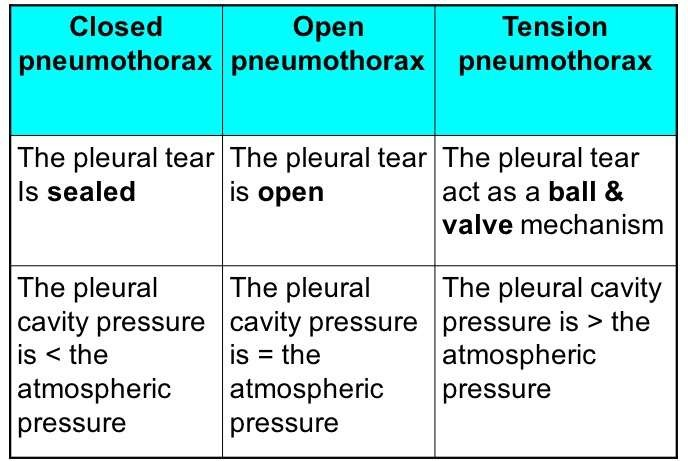 Closed
pneumothorax
Open
pneumothorax
Tension
pneumothorax
The pleural tear
Is sealed
The pleural tear
is open
The pleural tear
act as a ball &
valve mechanism
The pleural
cavity pressure
is < the
atmospheric
pressure
The pleural
cavity pressure
is = the
atmospheric
pressure
The pleural cavity
pressure is > the
atmospheric
pressure